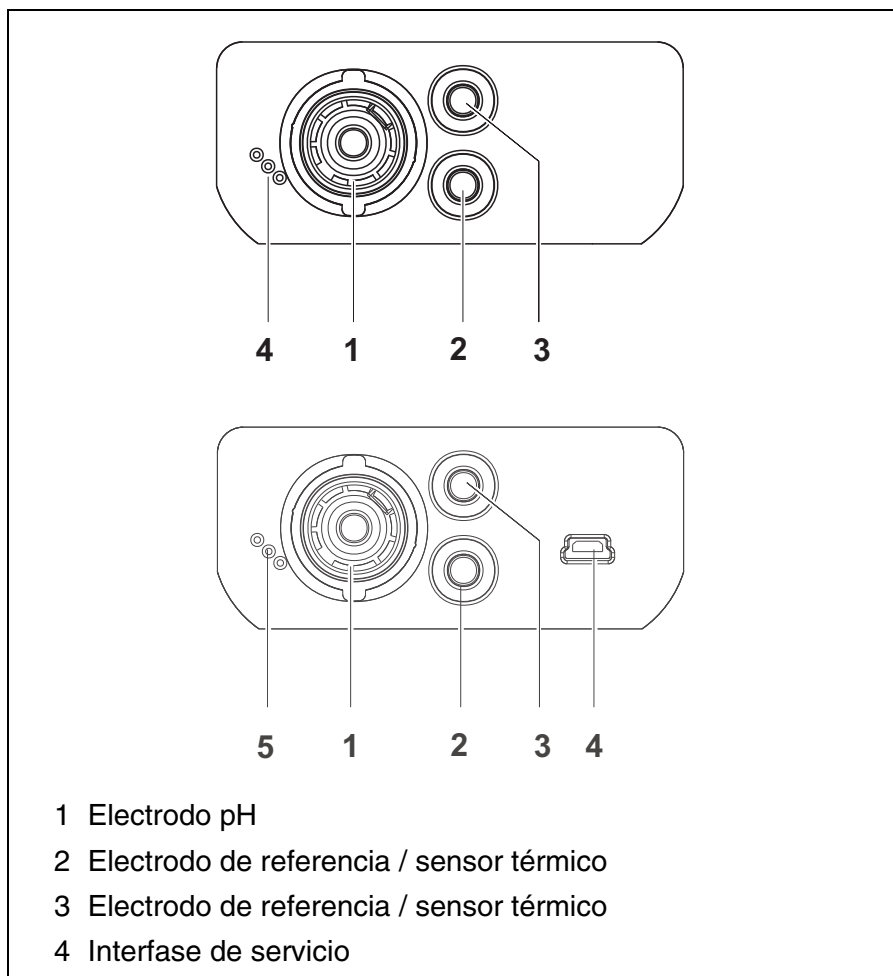 4 1 2 3
5 1 2 3 4
1 Electrodo pH
2 Electrodo de referencia / sensor térmico
3 Electrodo de referencia / sensor térmico
4 Interfase de servicio